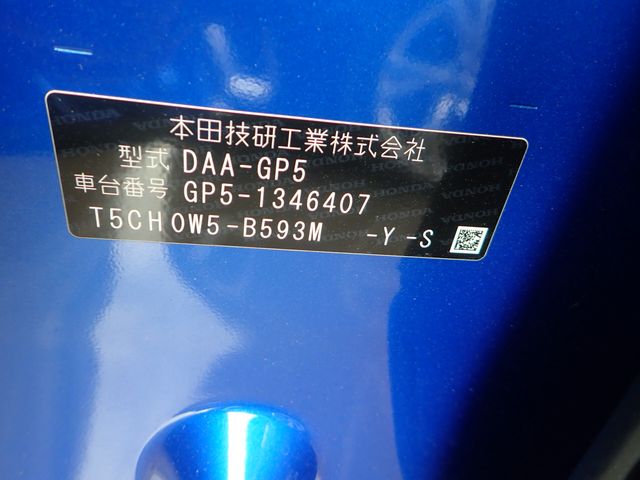 本田技研工業株式会社
型式 DAA-GP5
車台番号 GP5-1346407
T5CH0W5-B593M -Y-S